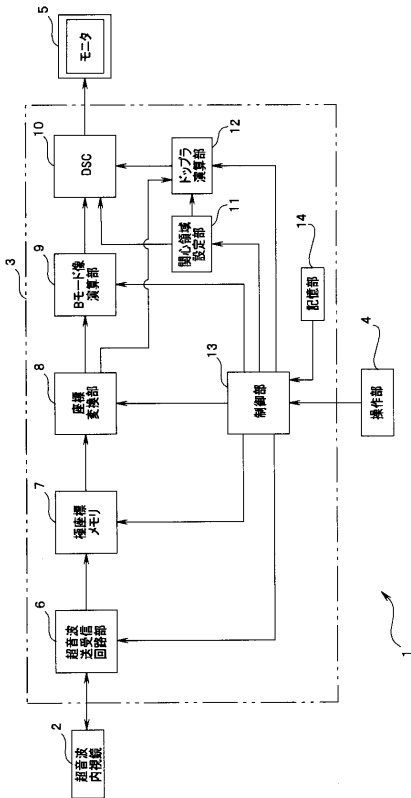 1
2
超音波
内視鏡
3
6
超音波
送受信
回路部
7
極座標
メモリ
8
座標
変換部
9
Bモード像
演算部
10
DSC
5
モニタ
12
ドップラ
演算部
11
関心領域
設定部
13
制御部
14
記憶部
4
操作部